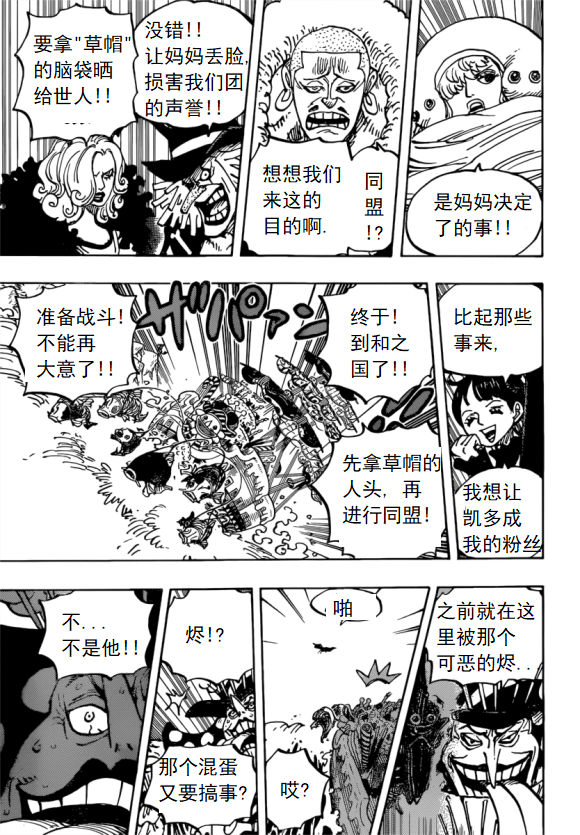 是妈妈决定
了的事!!
同
盟
!?
想想我们
来这的
目的啊.
没错!!
让妈妈丢脸,
损害我们团
的声誉!!
要拿"草帽"
的脑袋晒
给世人!!
比起那些
事来,
我想让
凯多成
我的粉丝
终于!
到和之
国了!!
先拿草帽的
人头, 再
进行同盟!
ザバァン
准备战斗!
不能再
大意了!!
之前就在这
里被那个
可恶的烬..
啪
哎?
烬!?
那个混蛋
又要搞事?
不...
不是他!!